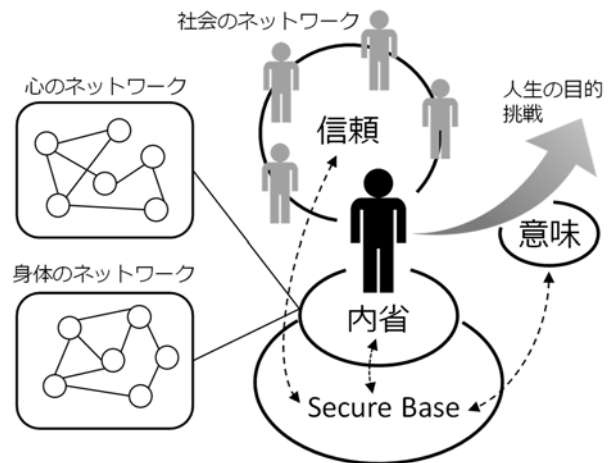 社会のネットワーク
心のネットワーク
人生の目的
挑戦
信頼
意味
身体のネットワーク
内省
Secure Base